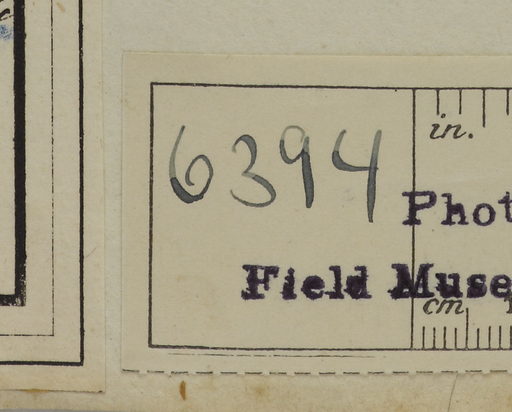 in.
6394
Phot
Field Muse
cm